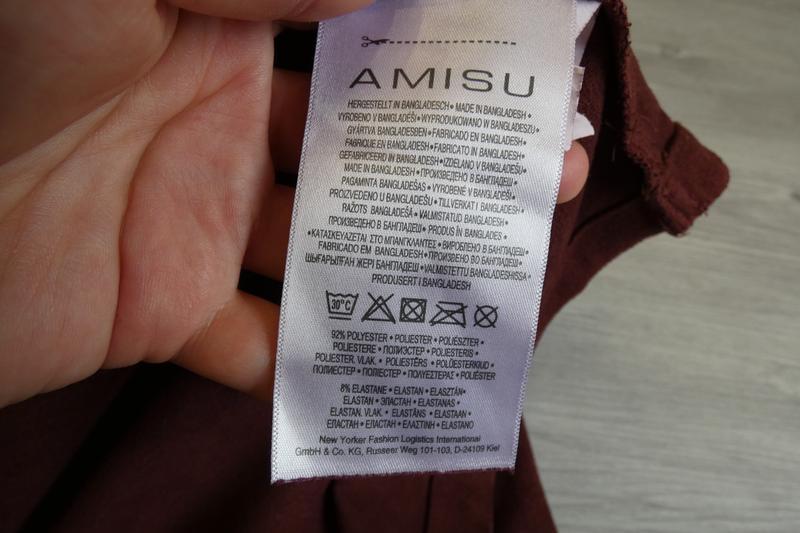 AMISU
HERGESTELLT IN BANGLADESCH • MADE IN BANGLADESH •
VYROBENO V BANGLADÉŠI • WYPRODUKOWANO W BANGLADESZU •
GYÁRTVA BANGLADESBEN • FABRICADO EN BANGLADESH •
FABRIQUE EN BANGLADESH • FABRICATO IN BANGLADESH •
GEFABRICEERD IN BANGLADESH • IZDELANO V BANGLADEŠU •
MADE IN BANGLADESH • ПРОИЗВЕДЕНО В БАНГЛАДЕШ •
PAGAMINTA BANGLADEŠAS • VYROBENÉ V BANGLADÉŠI •
PROIZVEDENO U BANGLADEŠU • TILLVERKAT I BANGLADESH •
RAŽOTS BANGLADEŠĀ • VALMISTATUD BANGLADESH •
ПРОИЗВЕДЕНО В БАНГЛАДЕШ • PRODUS ÎN BANGLADES •
• ΚΑΤΑΣΚΕΥΑΖΕΤΑΙ ΣΤΟ ΜΠΑΝΓΚΛΑΝΤΕΣ • ВИРОБЛЕНО В БАНГЛАДЕШ •
FABRICADO EM BANGLADESH • ПРОИЗВЕДЕНО ВО БАНГЛАДЕШ •
ШЫҒАРЫЛҒАН ЖЕРІ БАНГЛАДЕШ • VALMISTETTU BANGLADESHISSA •
PRODUSERT I BANGLADESH
30°C
92% POLYESTER • POLIESTER • POLIÉSZTER •
POLIESTERE • ПОЛИЭСТЕР • POLIESTERIS •
POLIESTER. VLAK. • POLIESTĒRS • POLÜESTERKIUD •
ПОЛИЕСТЕР • ПОЛІЕСТЕР • ΠΟΛΥΕΣΤΕΡΑΣ • POLIÉSTER
8% ELASTANE • ELASTAN • ELASZTÁN •
ELASTAN • ЭЛАСТАН • ELASTANAS •
ELASTAN. VLAK. • ELASTĀNS • ELASTAAN •
ЕЛАСТАН • ЕЛАСТАН • ΕΛΑΣΤΙΝΗ • ELASTANO
New Yorker Fashion Logistics International
GmbH & Co. KG, Russeer Weg 101-103, D-24109 Kiel